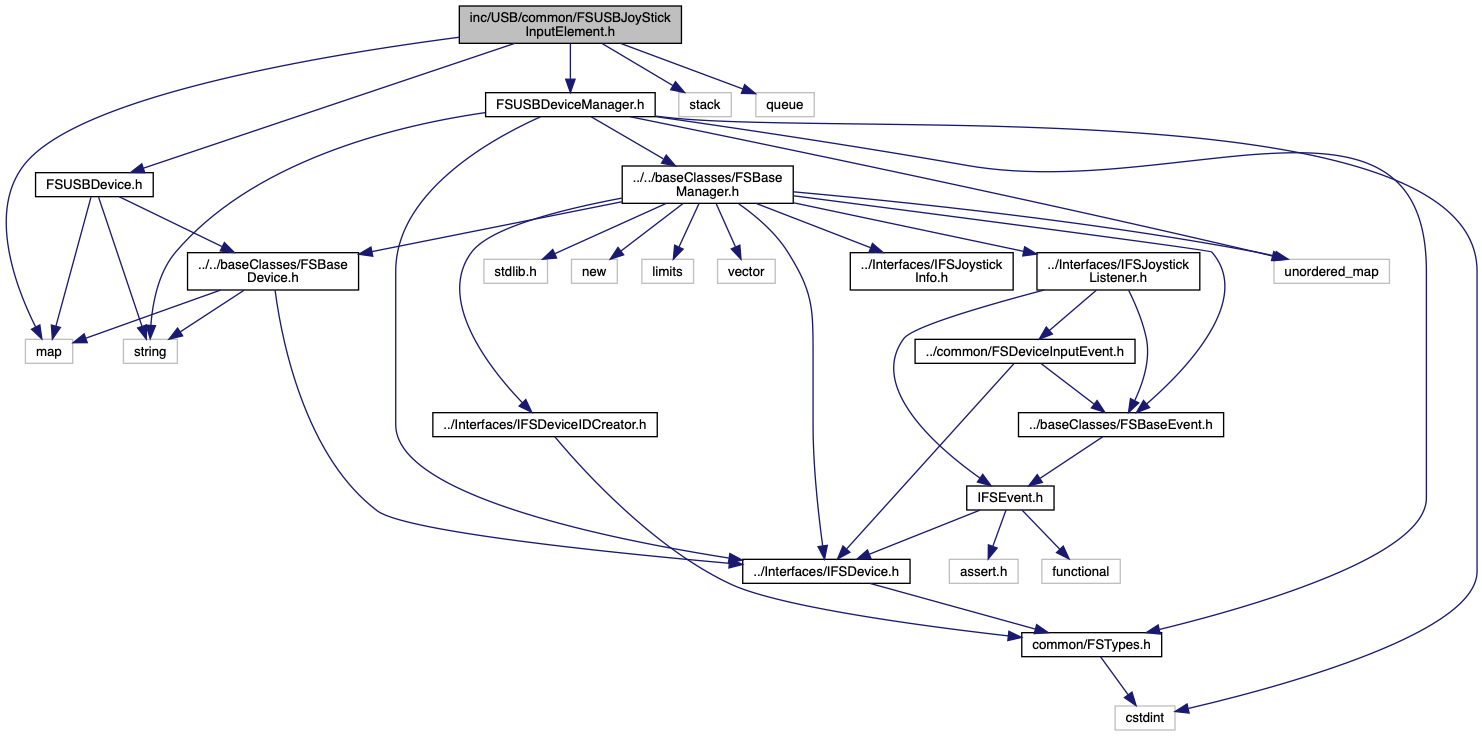 inc/USB/common/FSUSBJoyStick
InputElement.h
FSUSBDeviceManager.h
stack
queue
FSUSBDevice.h
../../baseClasses/FSBase
Manager.h
../../baseClasses/FSBase
Device.h
stdlib.h
new
limits
vector
../Interfaces/IFSJoystick
Info.h
../Interfaces/IFSJoystick
Listener.h
unordered_map
map
string
../common/FSDeviceInputEvent.h
../Interfaces/IFSDeviceIDCreator.h
../baseClasses/FSBaseEvent.h
IFSEvent.h
../Interfaces/IFSDevice.h
assert.h
functional
common/FSTypes.h
cstdint